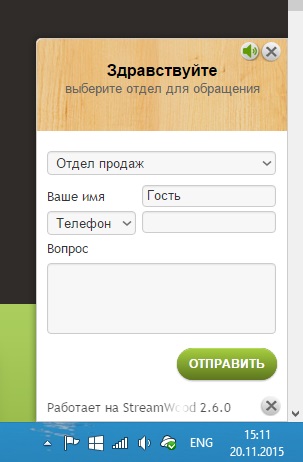 Здравствуйте
выберите отдел для обращения
Отдел продаж
Ваше имя Гость
Телефон
Вопрос
ОТПРАВИТЬ
Работает на StreamWood 2.6.0
ENG 15:11
20.11.2015